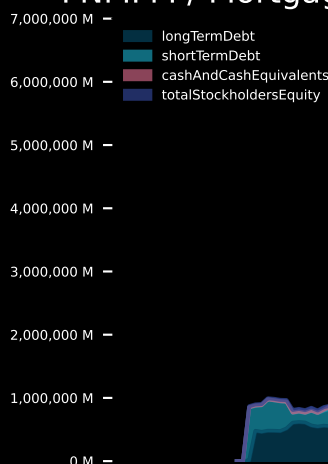 7,000,000 M
longTermDebt
shortTermDebt
6,000,000 M
cashAndCashEquivalents
totalStockholdersEquity
5,000,000 M
4,000,000 M
3,000,000 M
2,000,000 M
1,000,000 M
0 M